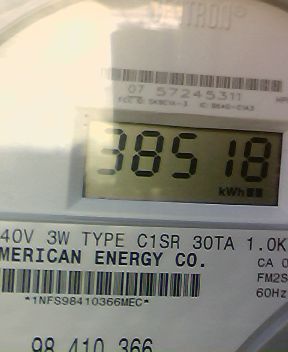 07 57245311
38518
kWh
40V 3W TYPE C1SR 30TA 1.0K
MERICAN ENERGY CO.
CA 0
FM2S
*1NFS98410366MEC*
60Hz
98 410 366